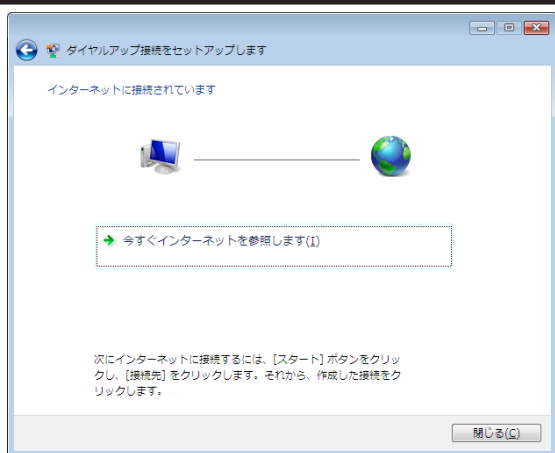 ダイヤルアップ接続をセットアップします
インターネットに接続されています
今すぐインターネットを参照します(I)
次にインターネットに接続するには、[スタート] ボタンをクリッ
クし、[接続先] をクリックします。それから、作成した接続をク
リックします。
閉じる(C)